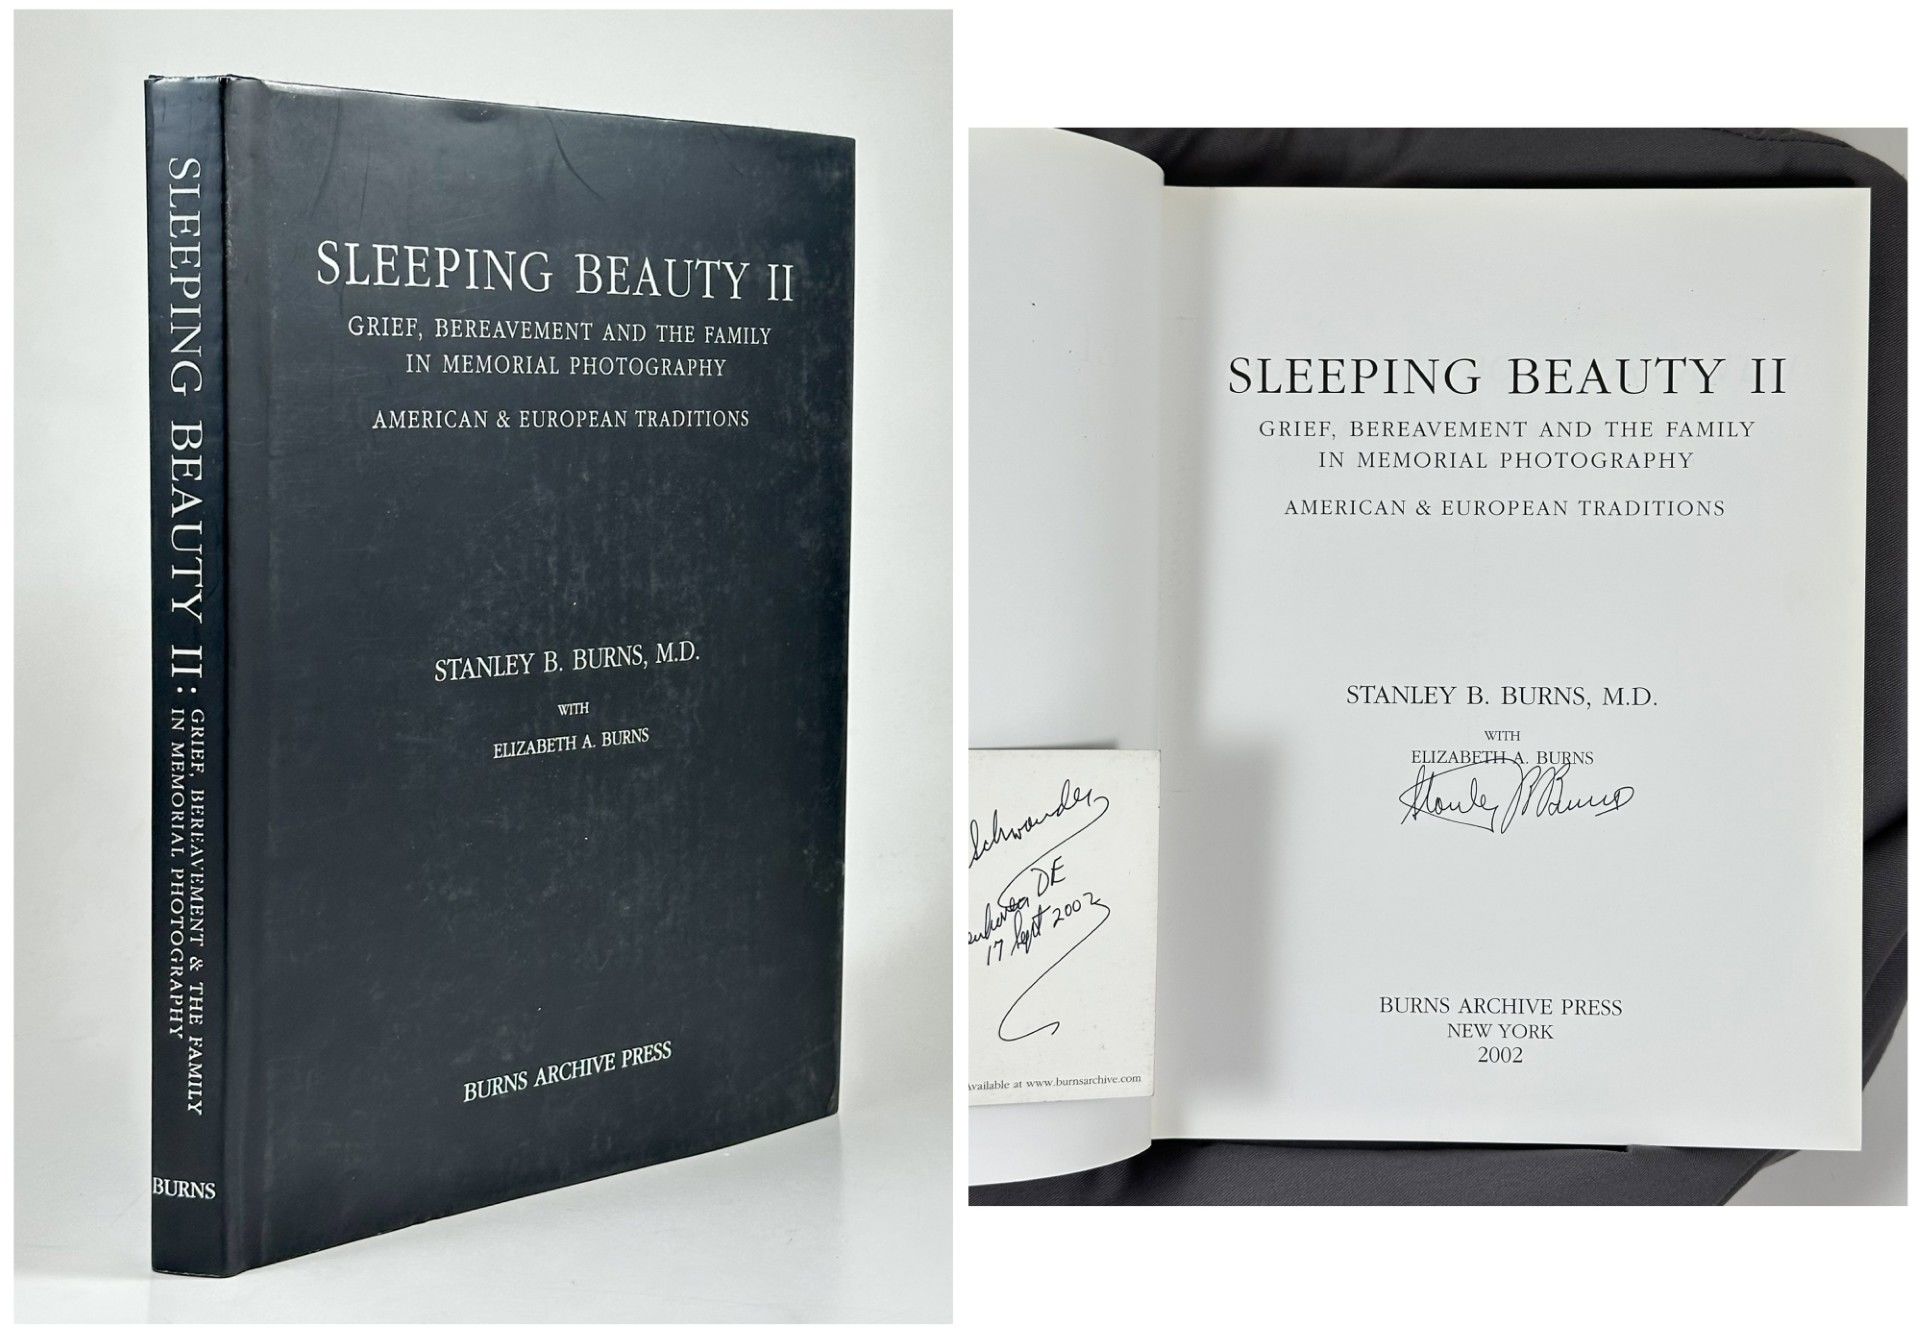 SLEEPING BEAUTY II:
GRIEF, BEREAVEMENT & THE FAMILY
IN MEMORIAL PHOTOGRAPHY
BURNS
SLEEPING BEAUTY II
GRIEF, BEREAVEMENT AND THE FAMILY
IN MEMORIAL PHOTOGRAPHY
AMERICAN & EUROPEAN TRADITIONS
STANLEY B. BURNS, M.D.
WITH
ELIZABETH A. BURNS
BURNS ARCHIVE PRESS
Schwander
DE
17 Sept 2002
Available at www.burnsarchive.com
SLEEPING BEAUTY II
GRIEF, BEREAVEMENT AND THE FAMILY
IN MEMORIAL PHOTOGRAPHY
AMERICAN & EUROPEAN TRADITIONS
STANLEY B. BURNS, M.D.
WITH
ELIZABETH A. BURNS
Stanley B Burns
BURNS ARCHIVE PRESS
NEW YORK
2002